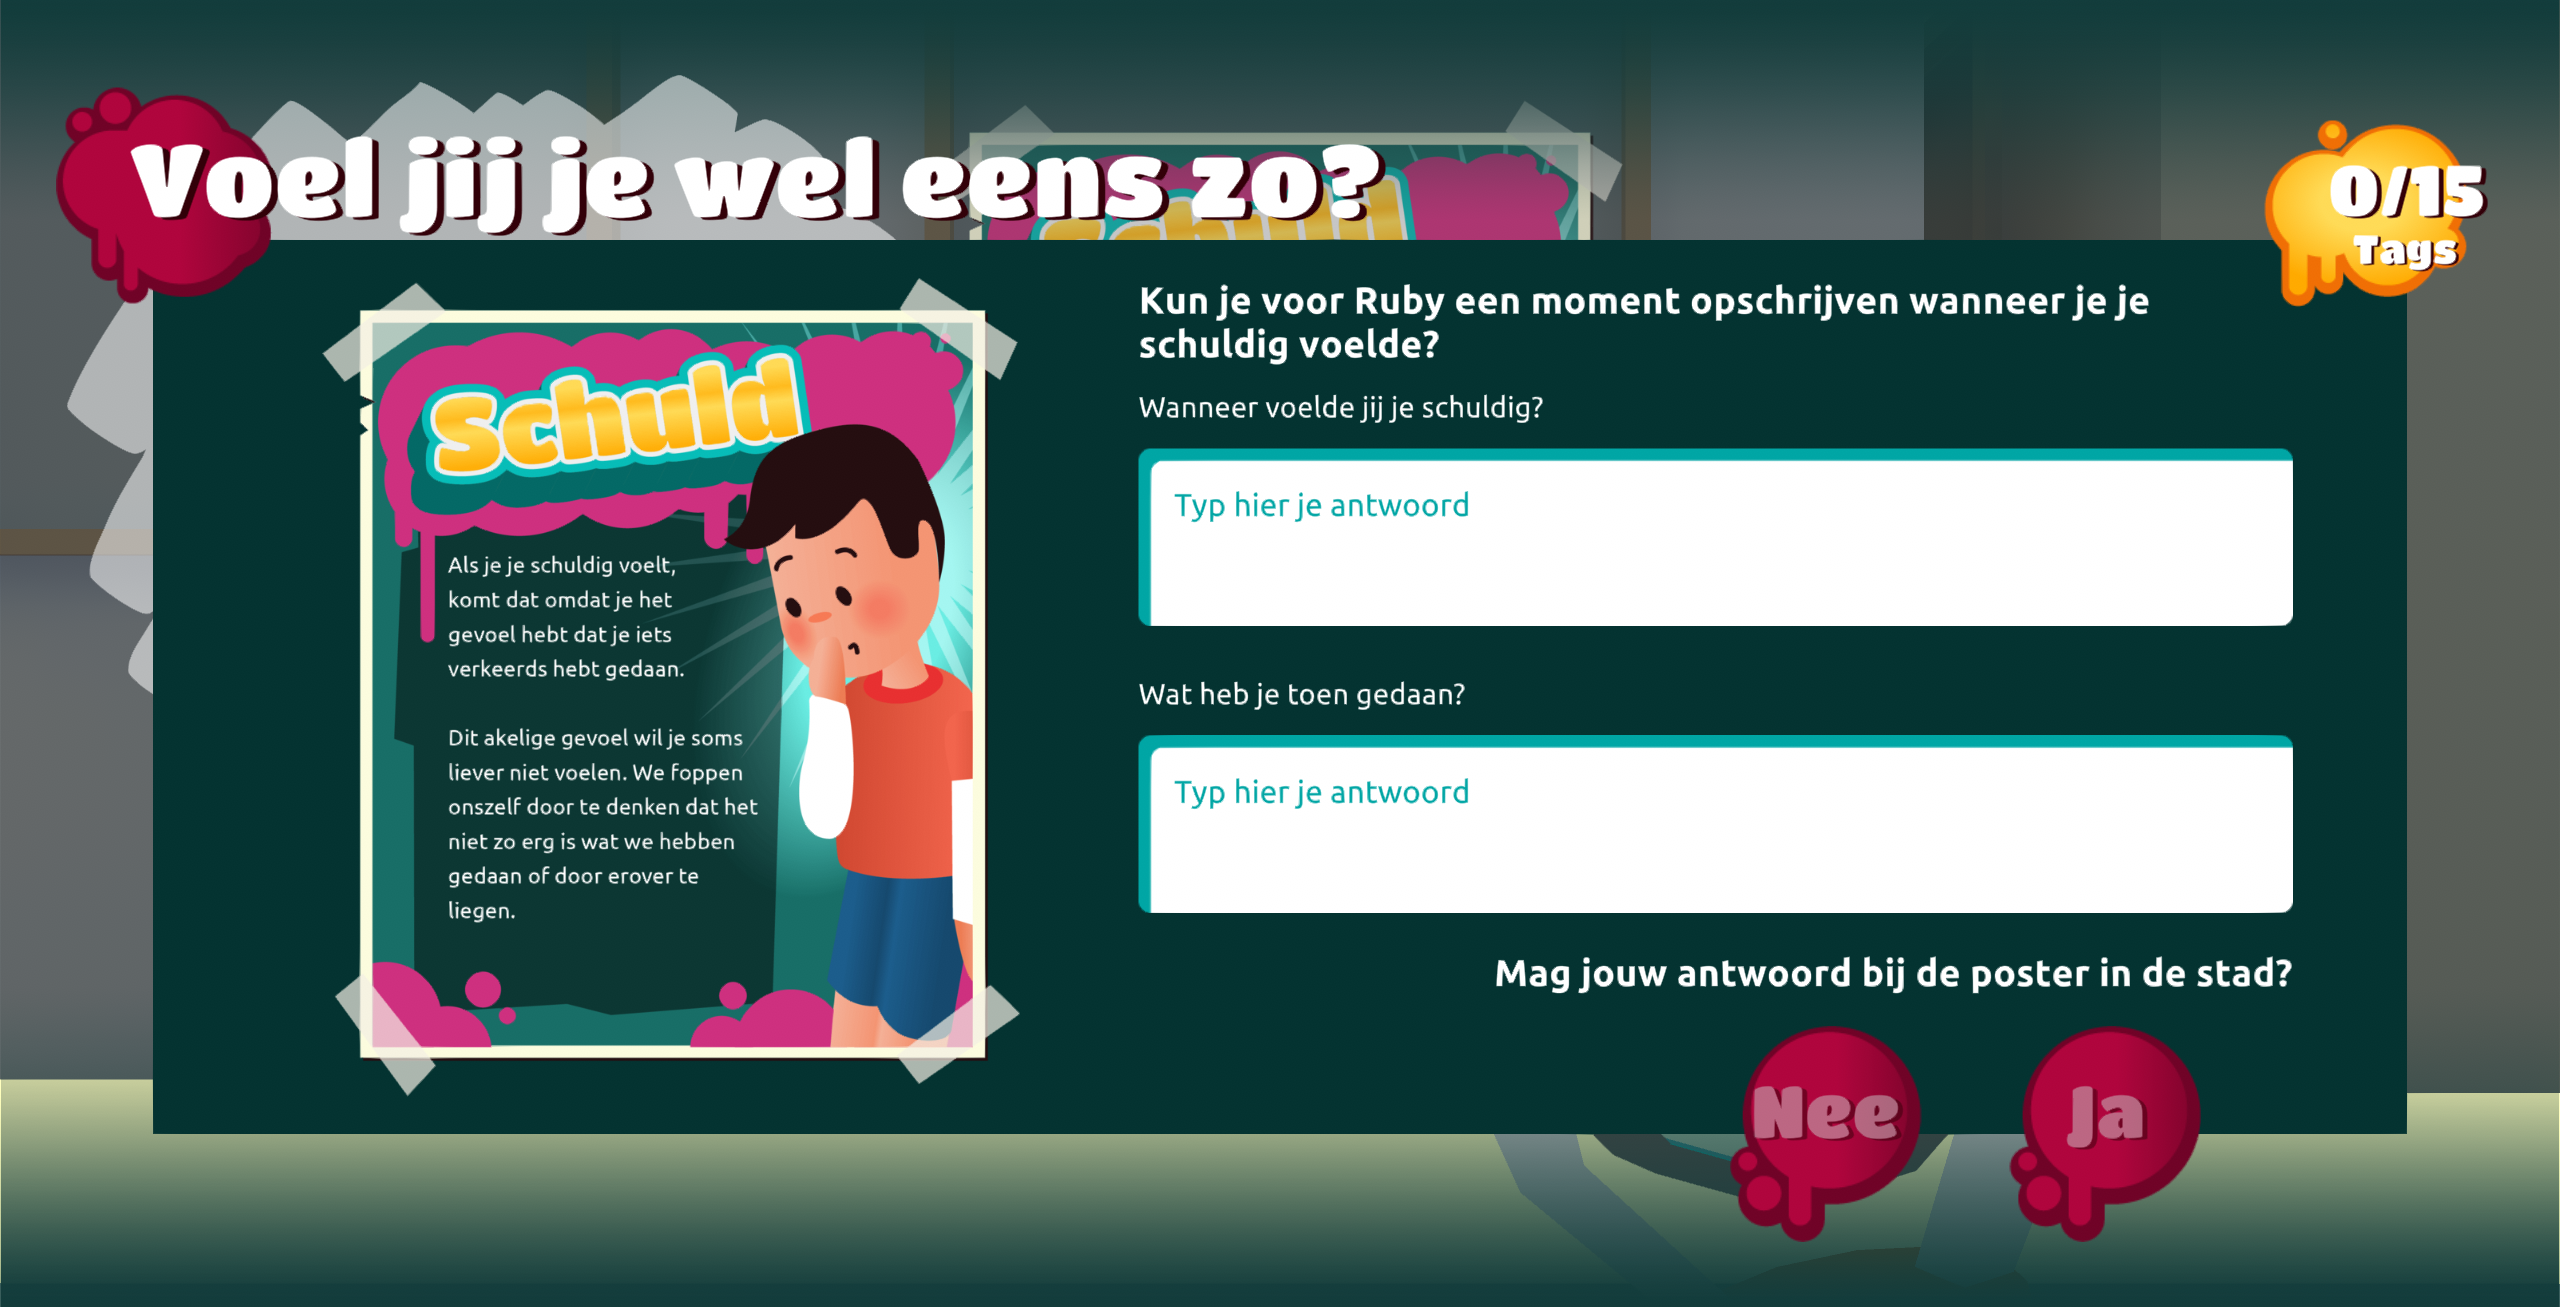 Voel jij je wel eens zo?
0/15
Tags
Schuld
Als je je schuldig voelt,
komt dat omdat je het
gevoel hebt dat je iets
verkeerds hebt gedaan.
Dit akelige gevoel wil je soms
liever niet voelen. We foppen
onszelf door te denken dat het
niet zo erg is wat we hebben
gedaan of door erover te
liegen.
Kun je voor Ruby een moment opschrijven wanneer je je
schuldig voelde?
Wanneer voelde jij je schuldig?
Typ hier je antwoord
Wat heb je toen gedaan?
Typ hier je antwoord
Mag jouw antwoord bij de poster in de stad?
Nee
Ja